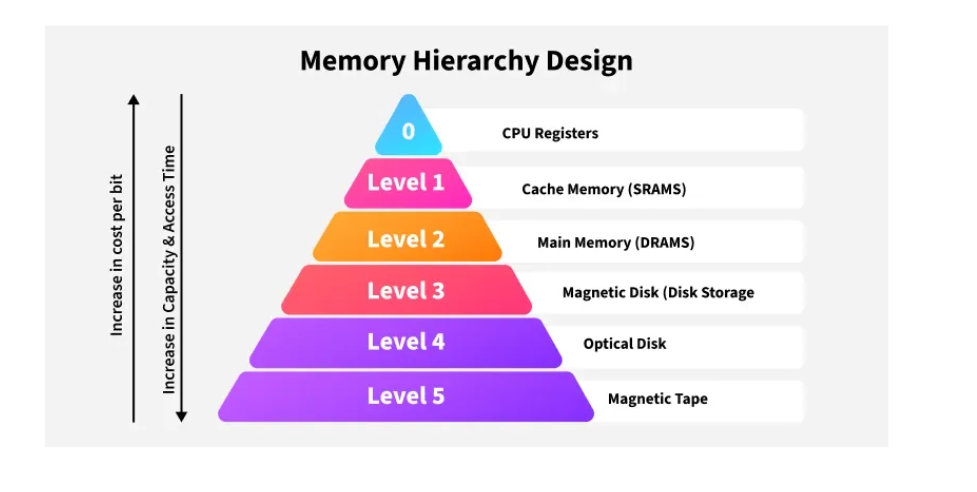 Memory Hierarchy Design
Increase in cost per bit
Increase in Capacity & Access Time
0
CPU Registers
Level 1
Cache Memory (SRAMS)
Level 2
Main Memory (DRAMS)
Level 3
Magnetic Disk (Disk Storage
Level 4
Optical Disk
Level 5
Magnetic Tape